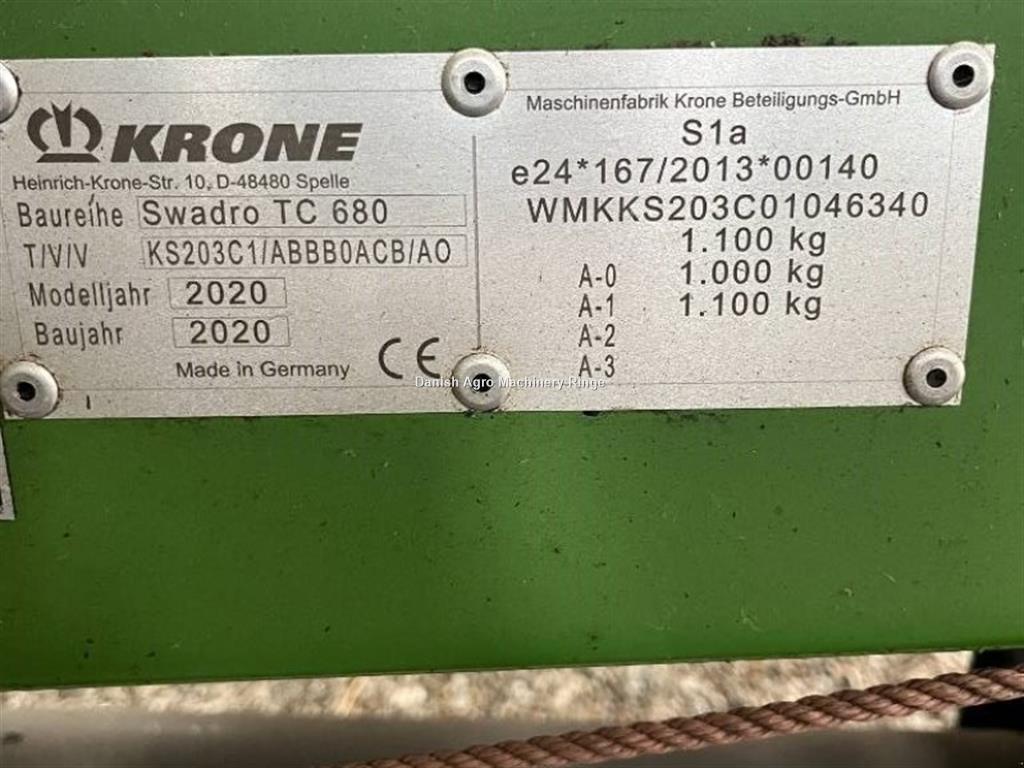 KRONE
Heinrich-Krone-Str. 10, D-48480 Spelle
Baureihe Swadro TC 680
T/V/V KS203C1/ABBB0ACB/AO
Modelljahr 2020
Baujahr 2020
Made in Germany CE
Maschinenfabrik Krone Beteiligungs-GmbH
S1a
e24*167/2013*00140
WMKKS203C01046340
1.100 kg
A-0 1.000 kg
A-1 1.100 kg
A-2
A-3
Danish Agro Machinery-Ringe